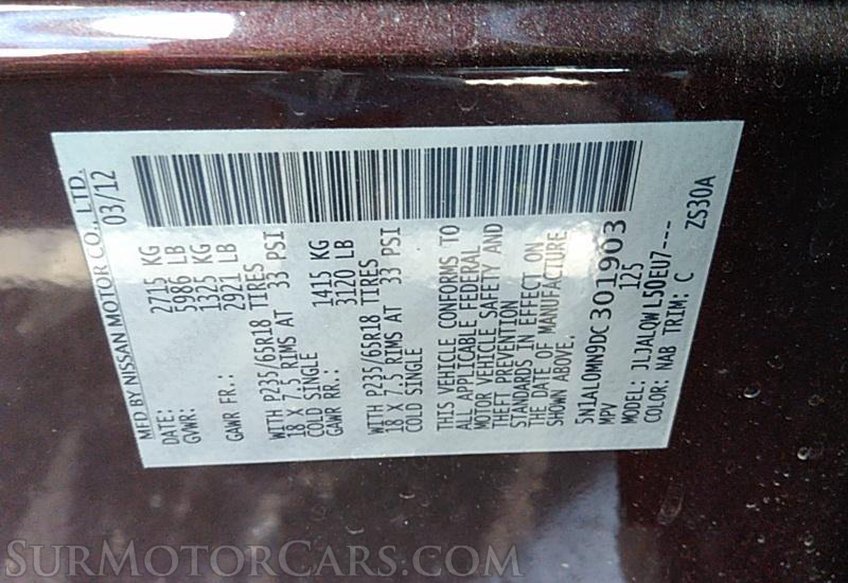 MFD BY NISSAN MOTOR CO., LTD.
DATE: 03/12
GVWR: 2715 KG
5986 LB
GAWR FR.: 1325 KG
2921 LB
WITH P235/65R18 TIRES
18 X 7.5 RIMS AT 33 PSI
COLD SINGLE
GAWR RR.: 1415 KG
3120 LB
WITH P235/65R18 TIRES
18 X 7.5 RIMS AT 33 PSI
COLD SINGLE
THIS VEHICLE CONFORMS TO
ALL APPLICABLE FEDERAL
MOTOR VEHICLE SAFETY AND
THEFT PREVENTION
STANDARDS IN EFFECT ON
THE DATE OF MANUFACTURE
SHOWN ABOVE.
5N1AL0MN9DC301903
MPV 125
MODEL: JLJALQWJL50EU7---
COLOR: NAB TRIM: C ZS30A
SURMOTORCARS.COM